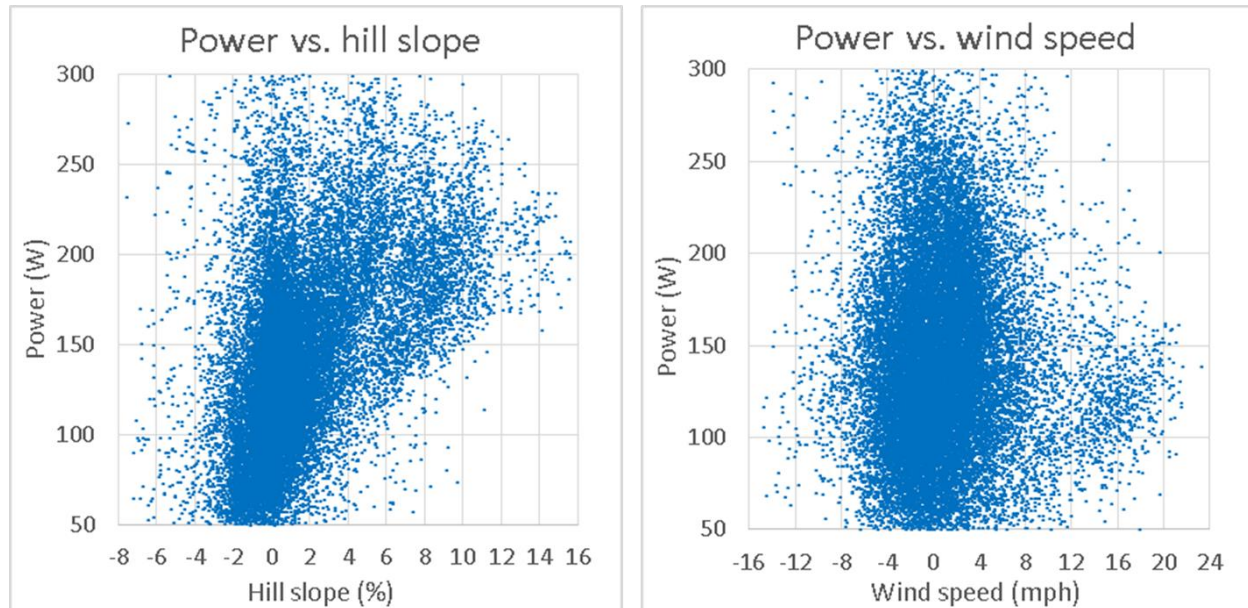 Power vs. hill slope
300
250
200
150
100
50
Power (W)
-8 -6 -4 -2 0 2 4 6 8 10 12 14 16
Hill slope (%)
Power vs. wind speed
300
250
200
150
100
50
Power (W)
-16 -12 -8 -4 0 4 8 12 16 20 24
Wind speed (mph)